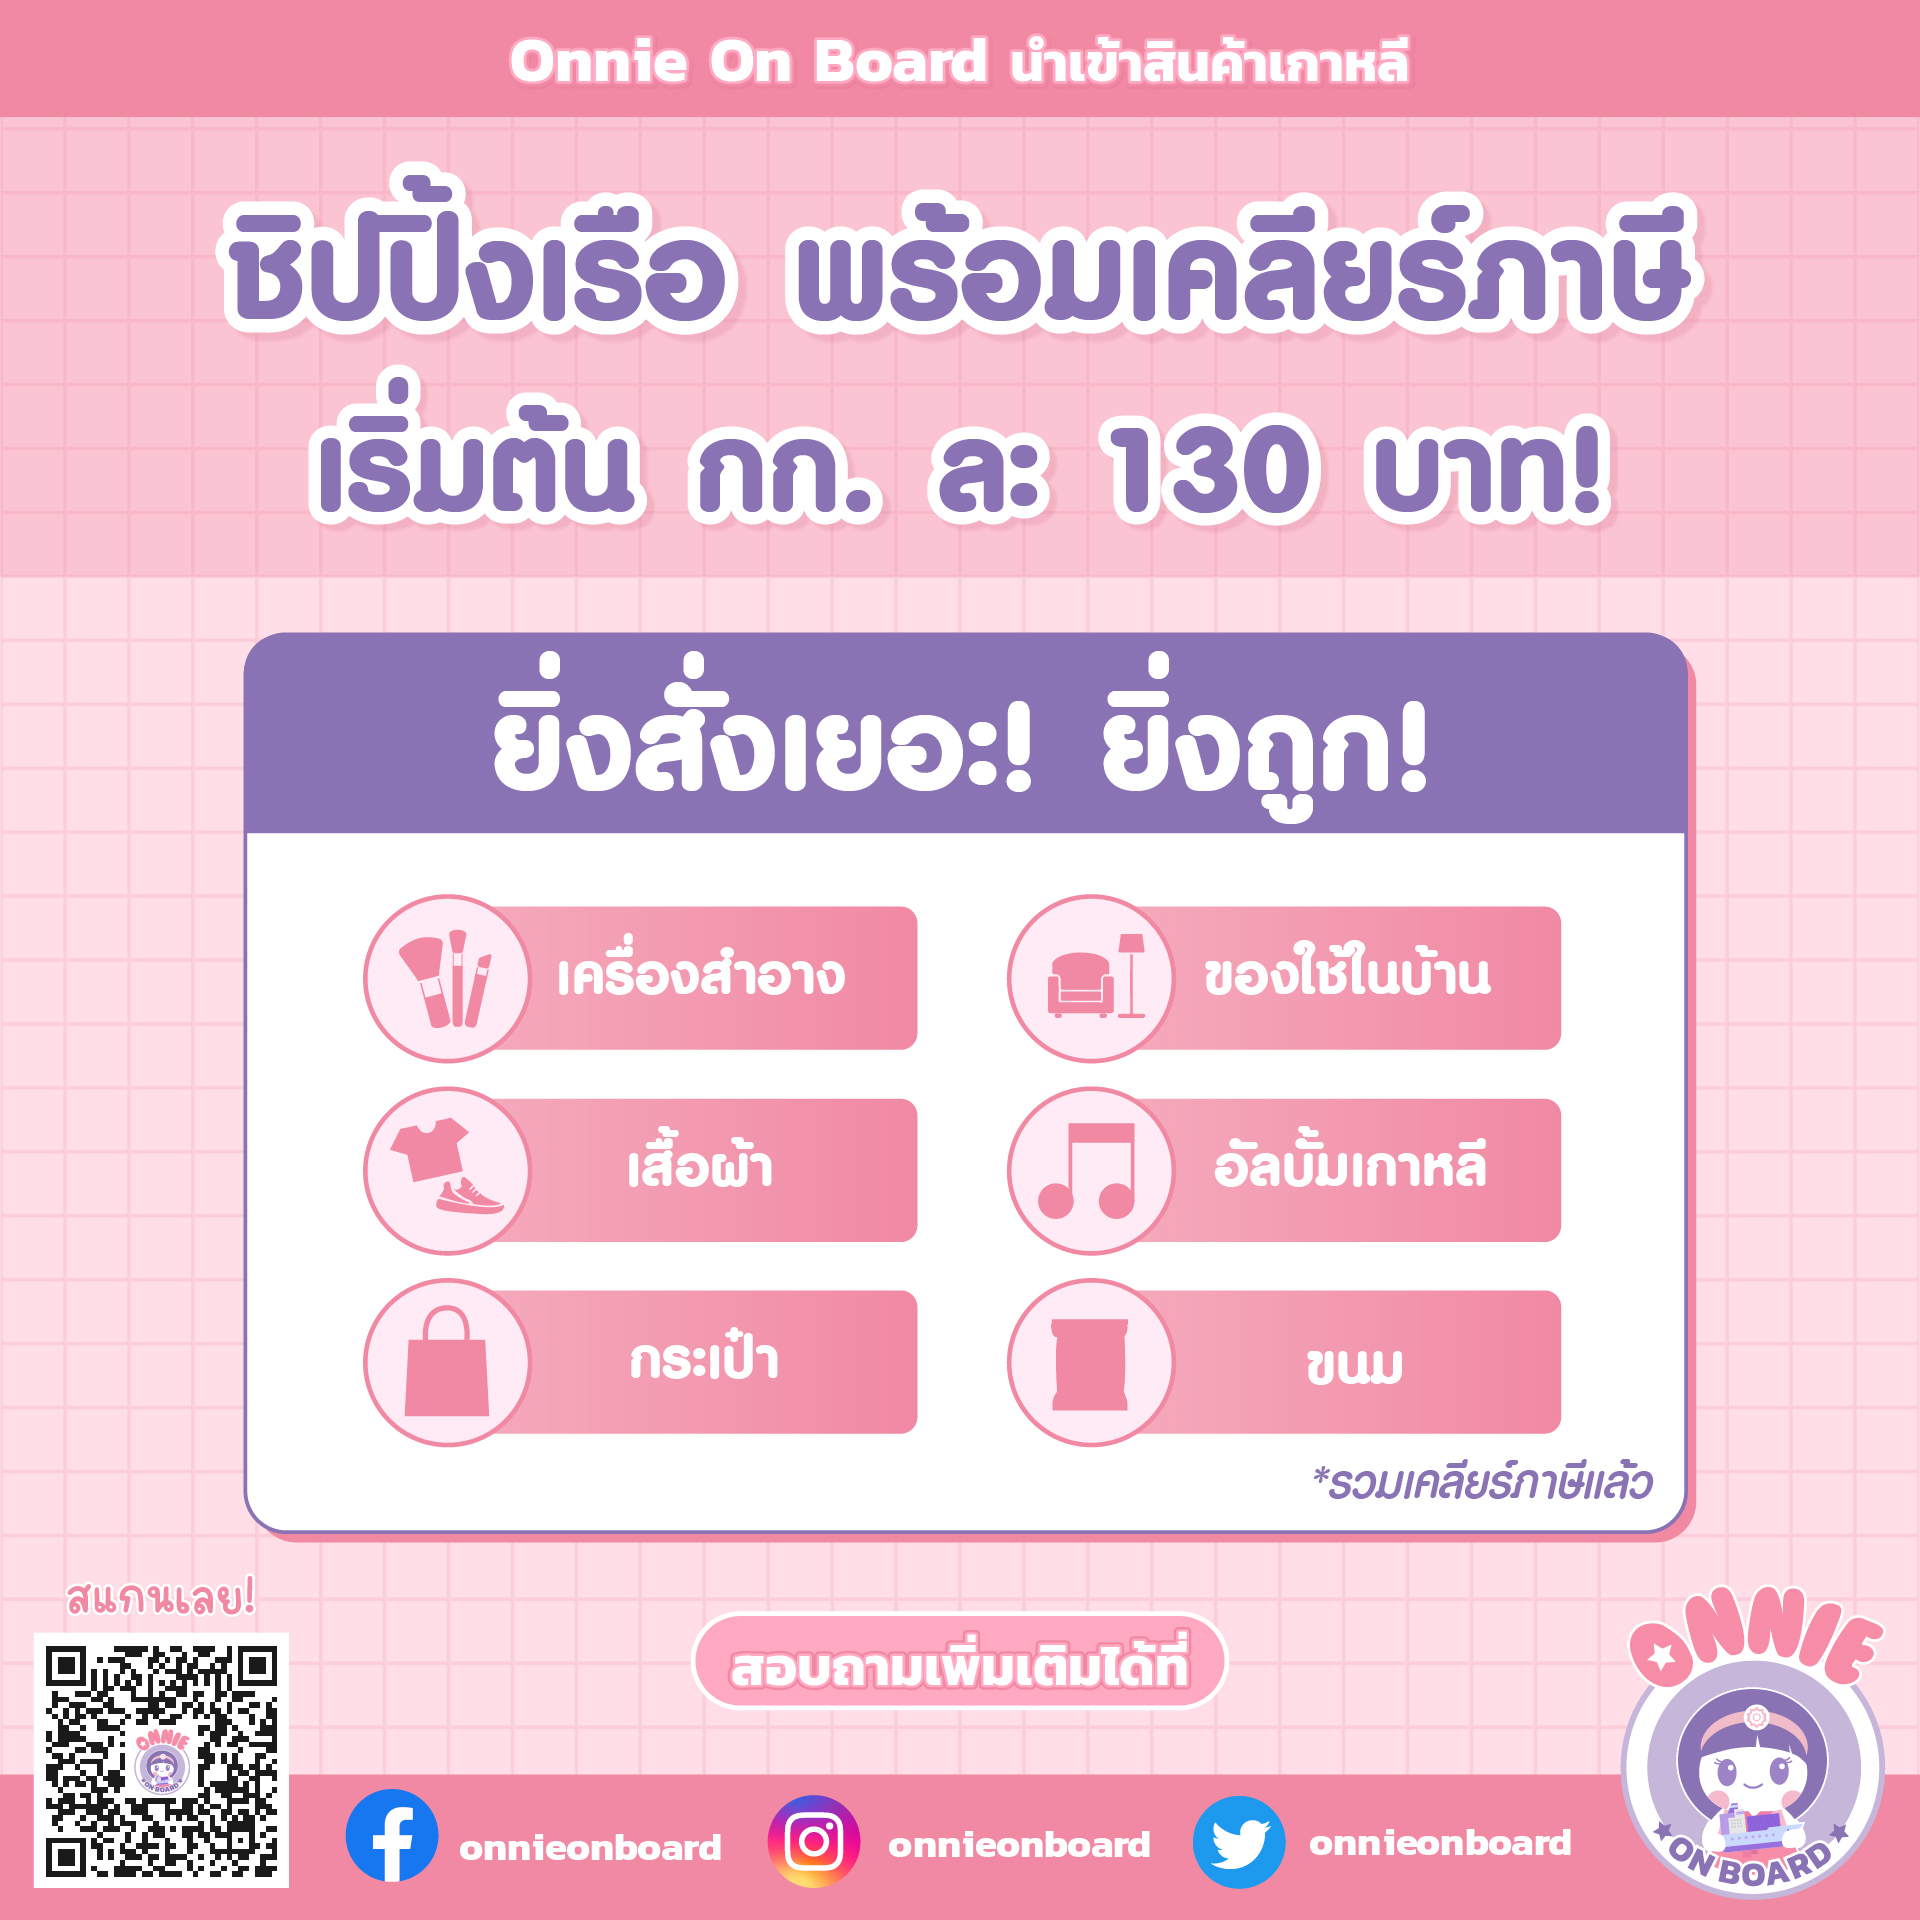 Onnie On Board นำเข้าสินค้าเกาหลี
ชิปปิ้งเรือ พร้อมเคลียร์ภาษี
เริ่มต้น กก. ละ 130 บาท!
ยิ่งสั่งเยอะ! ยิ่งถูก!
เครื่องสำอาง
ของใช้ในบ้าน
เสื้อผ้า
อัลบั้มเกาหลี
กระเป๋า
ขนม
*รวมเคลียร์ภาษีแล้ว
สแกนเลย!
ONNIE
ON BOARD
สอบถามเพิ่มเติมได้ที่
onnieonboard
onnieonboard
onnieonboard
ONNIE
ON BOARD